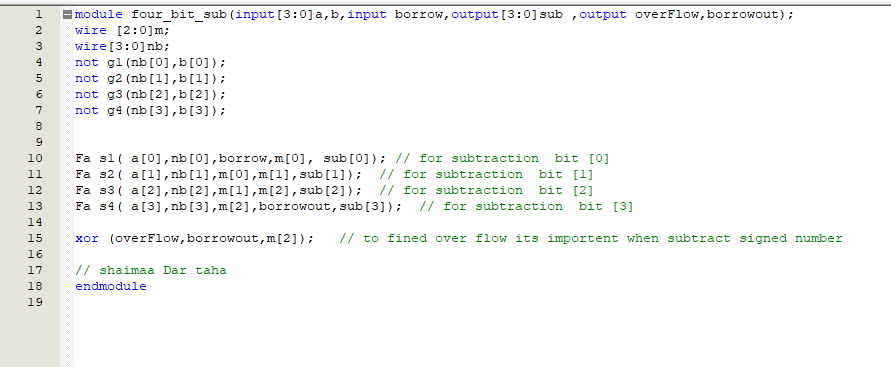 1 module four_bit_sub(input[3:0]a,b,input borrow,output[3:0]sub ,output overFlow,borrowout);
2 wire [2:0]m;
3 wire[3:0]nb;
4 not g1(nb[0],b[0]);
5 not g2(nb[1],b[1]);
6 not g3(nb[2],b[2]);
7 not g4(nb[3],b[3]);
8
9
10 Fa s1( a[0],nb[0],borrow,m[0], sub[0]); // for subtraction  bit [0]
11 Fa s2( a[1],nb[1],m[0],m[1],sub[1]);  // for subtraction  bit [1]
12 Fa s3( a[2],nb[2],m[1],m[2],sub[2]);  // for subtraction  bit [2]
13 Fa s4( a[3],nb[3],m[2],borrowout,sub[3]);  // for subtraction  bit [3]
14
15 xor (overFlow,borrowout,m[2]);   // to fined over flow its importent when subtract signed number
16
17 // shaimaa Dar taha
18 endmodule
19